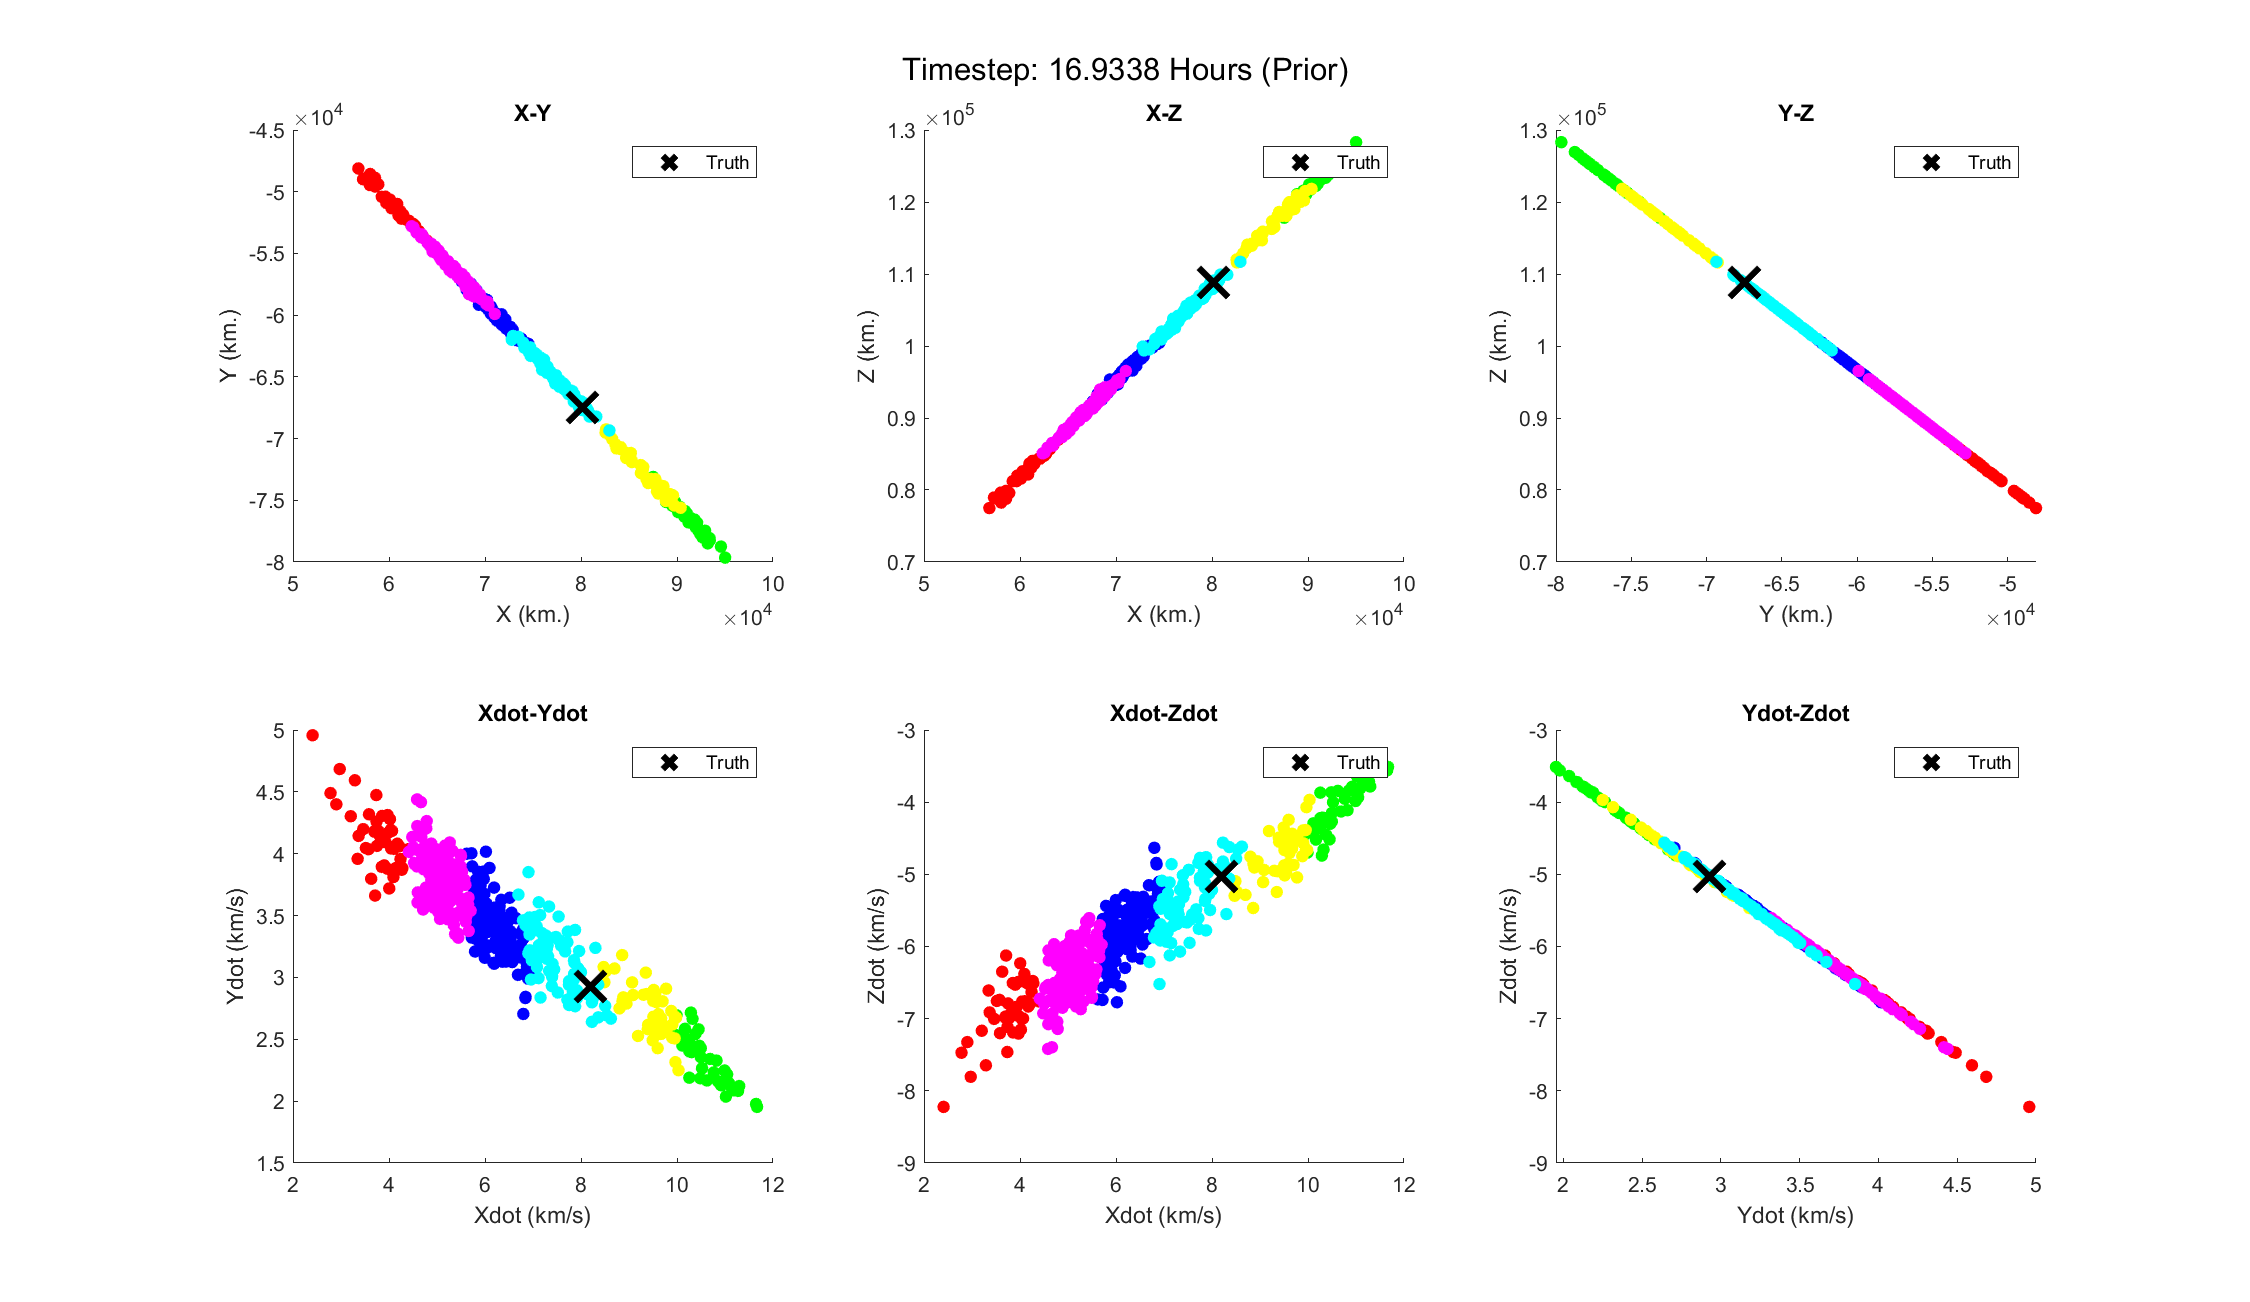 Timestep: 16.9338 Hours (Prior)
X-Y
×10^4
-4.5
-5
-5.5
-6
-6.5
-7
-7.5
-8
Y (km.)
5 6 7 8 9 10
X (km.)
×10^4
Truth
X-Z
×10^5
1.3
1.2
1.1
1
0.9
0.8
0.7
Z (km.)
5 6 7 8 9 10
X (km.)
×10^4
Truth
Y-Z
×10^5
1.3
1.2
1.1
1
0.9
0.8
0.7
Z (km.)
-8 -7.5 -7 -6.5 -6 -5.5 -5
Y (km.)
×10^4
Truth
Xdot-Ydot
5
4.5
4
3.5
3
2.5
2
1.5
Ydot (km/s)
2 4 6 8 10 12
Xdot (km/s)
Truth
Xdot-Zdot
-3
-4
-5
-6
-7
-8
-9
Zdot (km/s)
2 4 6 8 10 12
Xdot (km/s)
Truth
Ydot-Zdot
-3
-4
-5
-6
-7
-8
-9
Zdot (km/s)
2 2.5 3 3.5 4 4.5 5
Ydot (km/s)
Truth